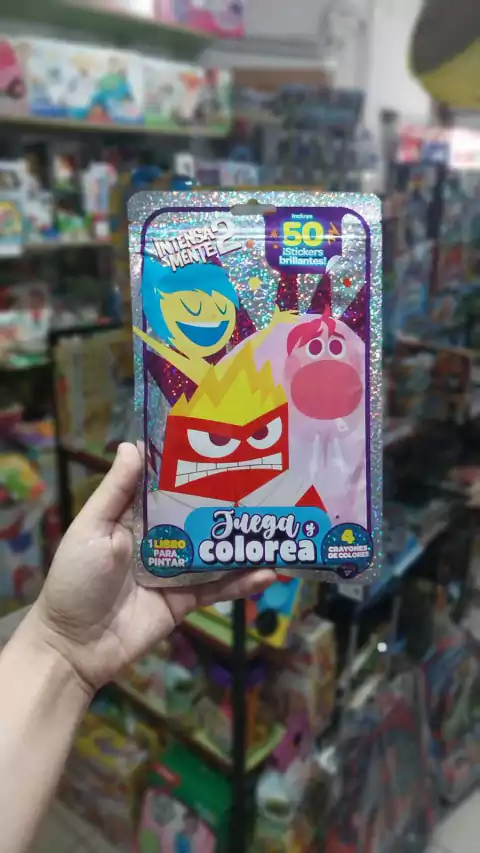 INTENSA
MENTE 2
Incluye
50
¡Stickers
brillantes!
Juega y
colorea
1 LIBRO
PARA
PINTAR
4
CRAYONES
DE COLORES